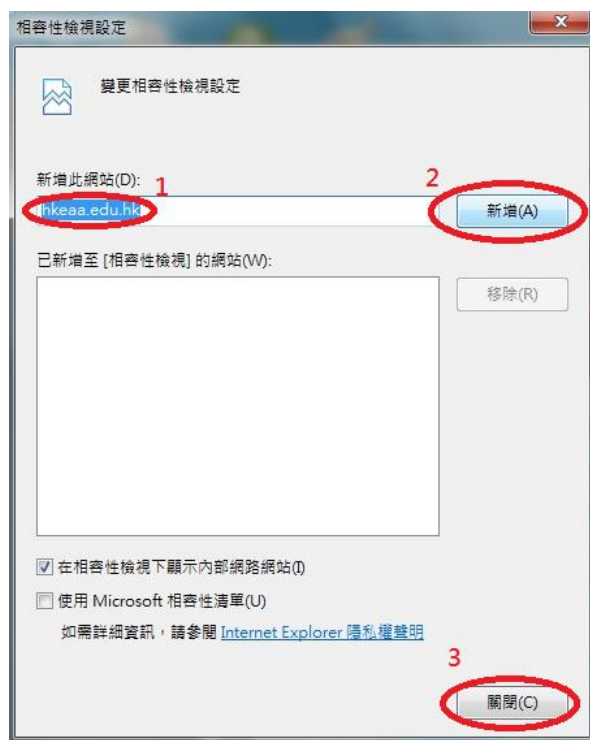 相容性檢視設定
變更相容性檢視設定
新增此網站(D):
1
2
hkeaa.edu.hk
新增(A)
已新增至 [相容性檢視] 的網站(W):
移除(R)
在相容性檢視下顯示內部網路網站(I)
使用 Microsoft 相容性清單(U)
如需詳細資訊，請參閱 Internet Explorer 隱私權聲明
3
關閉(C)